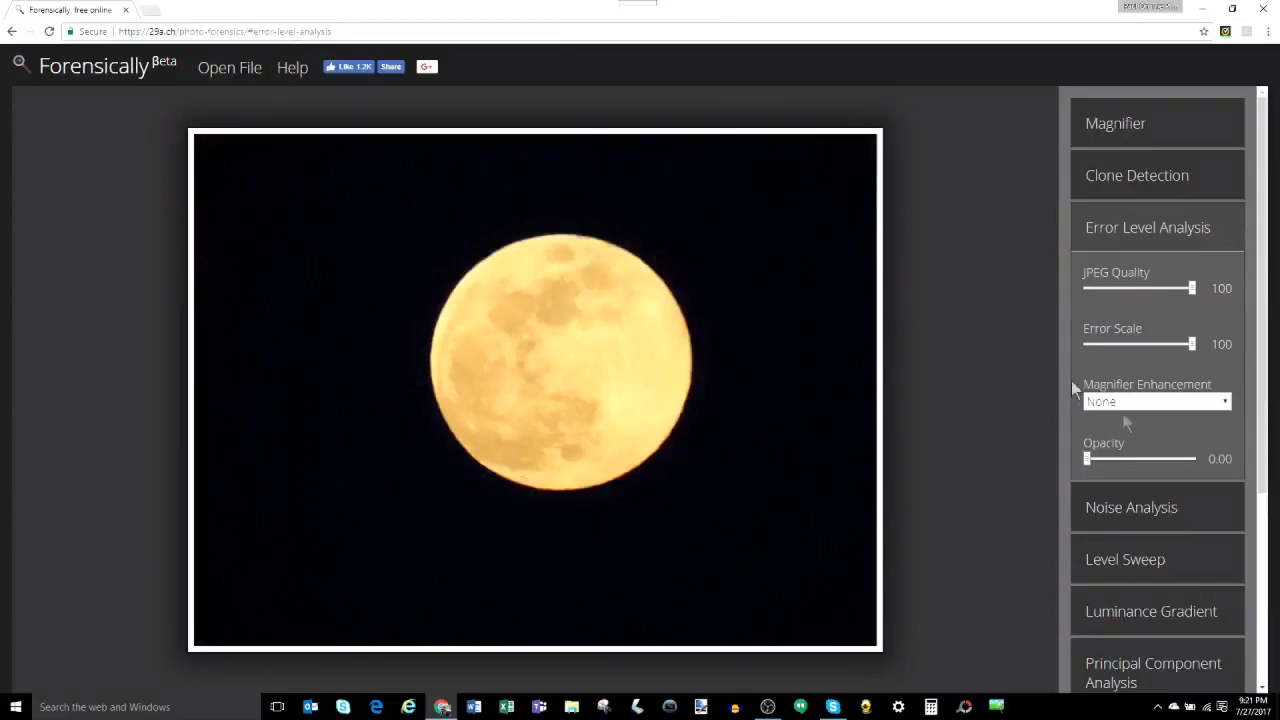 Forensically, free online
Secure
https://29a.ch/photo-forensics/#error-level-analysis
Forensically Beta
Open File
Help
Like 1.2K
Share
G+
Magnifier
Clone Detection
Error Level Analysis
JPEG Quality
100
Error Scale
100
Magnifier Enhancement
None
Opacity
0.00
Noise Analysis
Level Sweep
Luminance Gradient
Principal Component
Analysis
Search the web and Windows
9:21 PM
7/27/2017